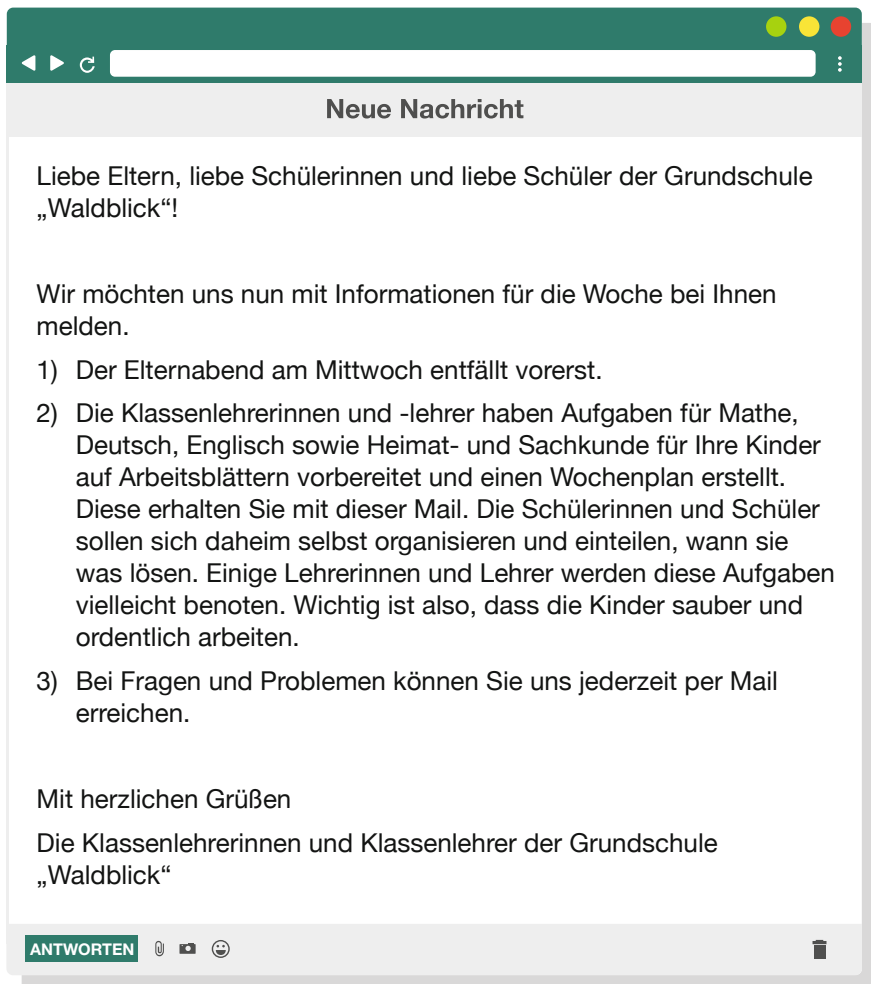 Neue Nachricht
Liebe Eltern, liebe Schülerinnen und liebe Schüler der Grundschule
„Waldblick“!
Wir möchten uns nun mit Informationen für die Woche bei Ihnen
melden.
1) Der Elternabend am Mittwoch entfällt vorerst.
2) Die Klassenlehrerinnen und -lehrer haben Aufgaben für Mathe,
Deutsch, Englisch sowie Heimat- und Sachkunde für Ihre Kinder
auf Arbeitsblättern vorbereitet und einen Wochenplan erstellt.
Diese erhalten Sie mit dieser Mail. Die Schülerinnen und Schüler
sollen sich daheim selbst organisieren und einteilen, wann sie
was lösen. Einige Lehrerinnen und Lehrer werden diese Aufgaben
vielleicht benoten. Wichtig ist also, dass die Kinder sauber und
ordentlich arbeiten.
3) Bei Fragen und Problemen können Sie uns jederzeit per Mail
erreichen.
Mit herzlichen Grüßen
Die Klassenlehrerinnen und Klassenlehrer der Grundschule
„Waldblick“
ANTWORTEN